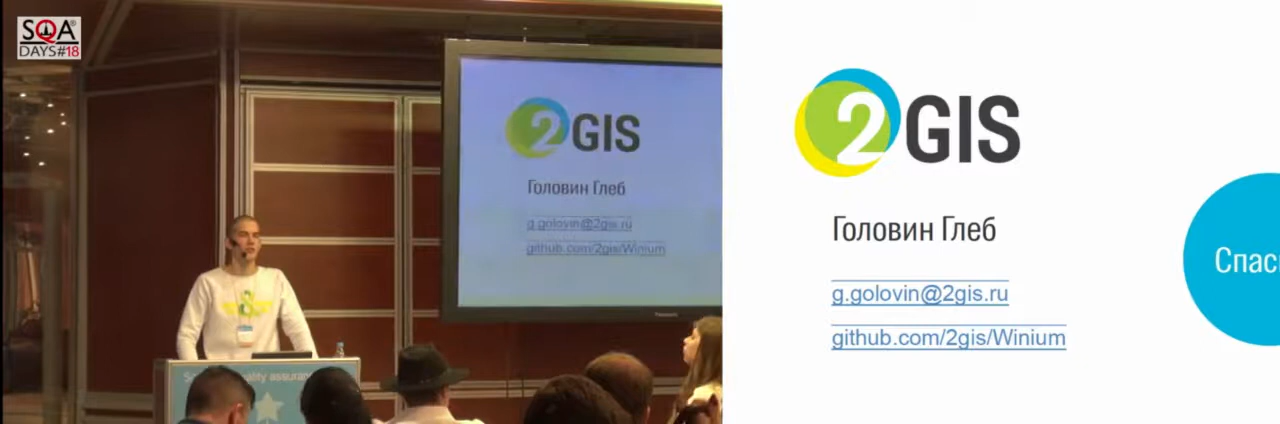 SQA®
DAYS#18
2GIS
Головин Глеб
g.golovin@2gis.ru
github.com/2gis/Winium
Panasonic
2GIS
Головин Глеб
g.golovin@2gis.ru
github.com/2gis/Winium